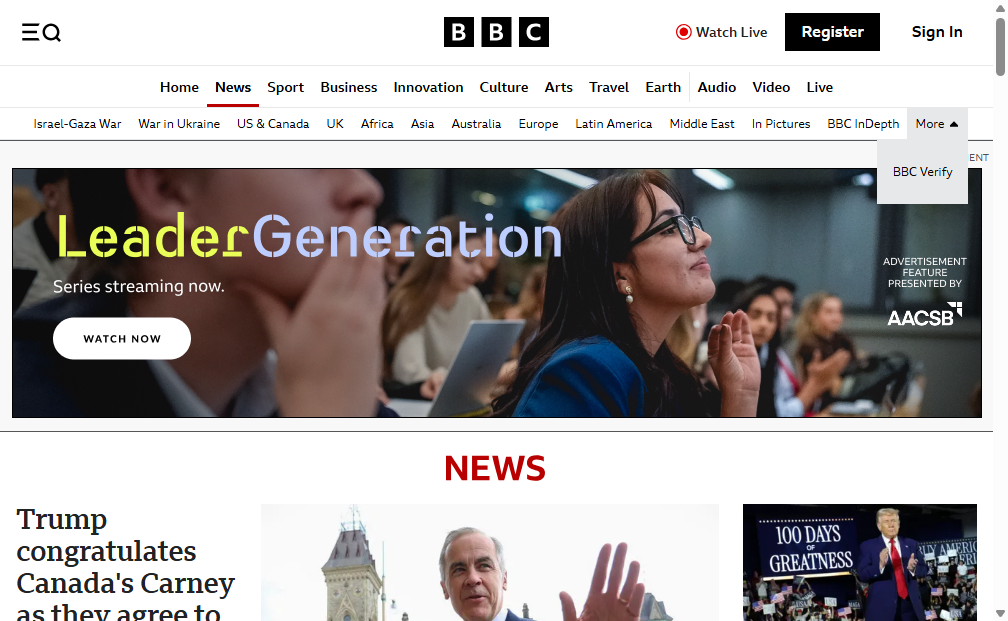 BBC
Watch Live
Register
Sign In
Home News Sport Business Innovation Culture Arts Travel Earth Audio Video Live
Israel-Gaza War War in Ukraine US & Canada UK Africa Asia Australia Europe Latin America Middle East In Pictures BBC InDepth More
ENT
BBC Verify
LeaderGeneration
Series streaming now.
WATCH NOW
ADVERTISEMENT
FEATURE
PRESENTED BY
AACSB
NEWS
Trump
congratulates
Canada's Carney
as they agree to
100 DAYS
OF
GREATNESS